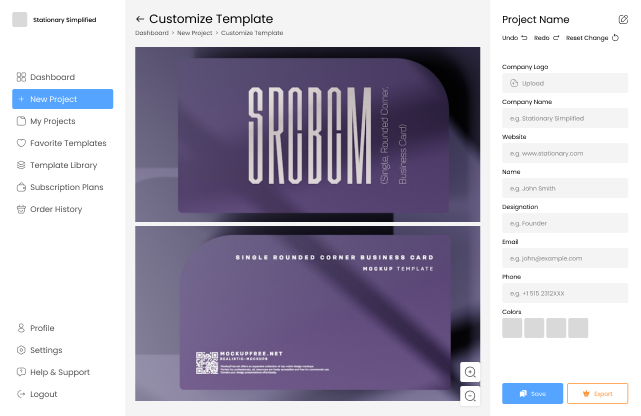 Stationary Simplified
Dashboard
New Project
My Projects
Favorite Templates
Template Library
Subscription Plans
Order History
Profile
Settings
Help & Support
Logout
← Customize Template
Dashboard > New Project > Customize Template
SRCBCM
(Single, Rounded Corner,
Business Card)
SINGLE ROUNDED CORNER BUSINESS CARD
MOCKUP TEMPLATE
MOCKUPFREE.NET
REALISTIC-MOCKUPS
Project Name
Undo Redo Reset Change
Company Logo
Upload
Company Name
e.g. Stationary Simplified
Website
e.g. www.stationary.com
Name
e.g. John Smith
Designation
e.g. Founder
Email
e.g. john@example.com
Phone
e.g. +1 515 2312XXX
Colors
Save
Export